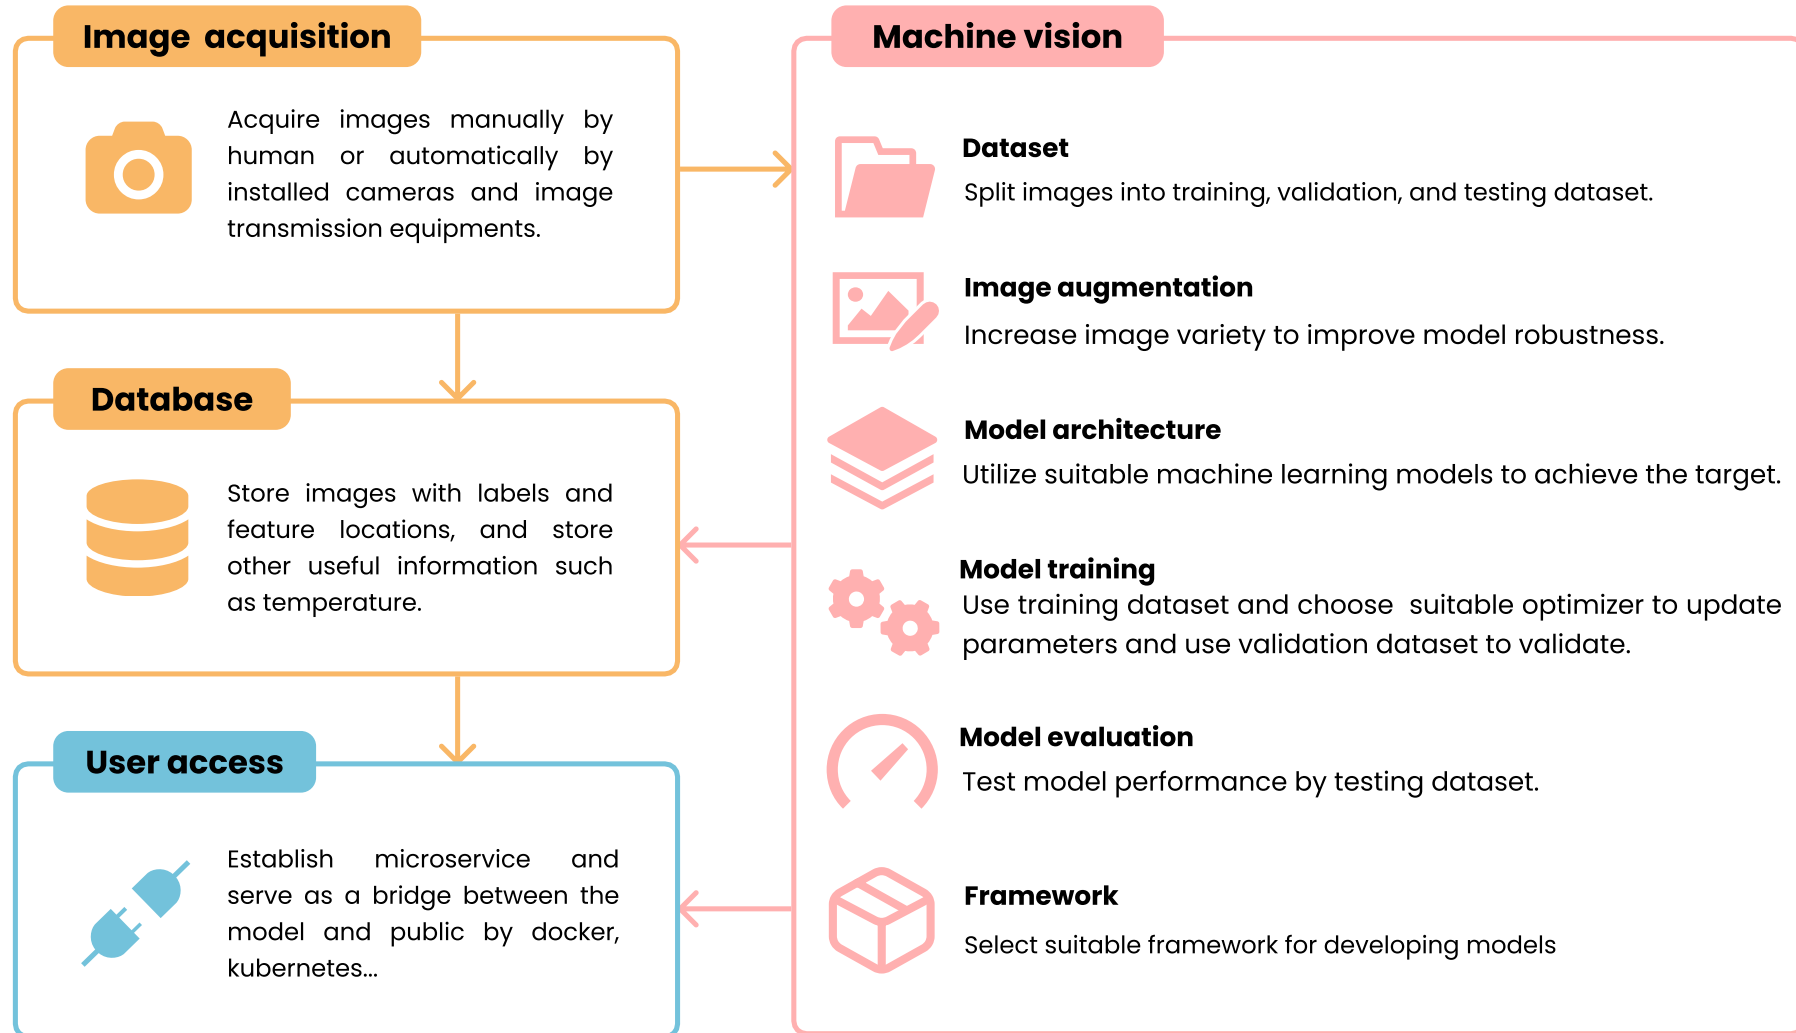 Image acquisition
Acquire images manually by
human or automatically by
installed cameras and image
transmission equipments.
Database
Store images with labels and
feature locations, and store
other useful information such
as temperature.
User access
Establish microservice and
serve as a bridge between the
model and public by docker,
kubernetes...
Machine vision
Dataset
Split images into training, validation, and testing dataset.
Image augmentation
Increase image variety to improve model robustness.
Model architecture
Utilize suitable machine learning models to achieve the target.
Model training
Use training dataset and choose suitable optimizer to update
parameters and use validation dataset to validate.
Model evaluation
Test model performance by testing dataset.
Framework
Select suitable framework for developing models